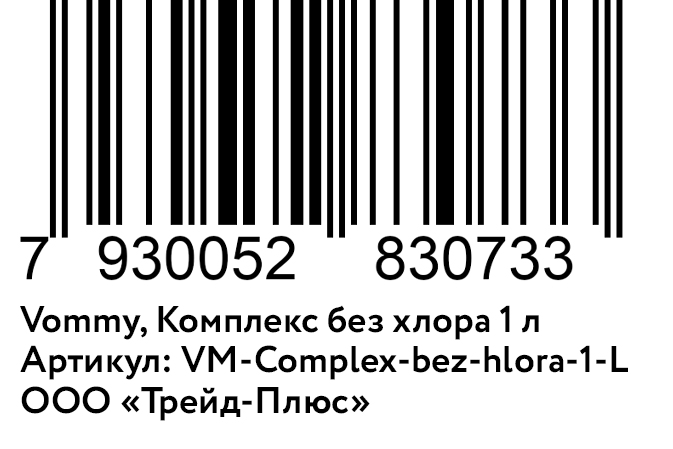 7 930052 830733
Vommy, Комплекс без хлора 1 л
Артикул: VM-Complex-bez-hlora-1-L
ООО «Трейд-Плюс»